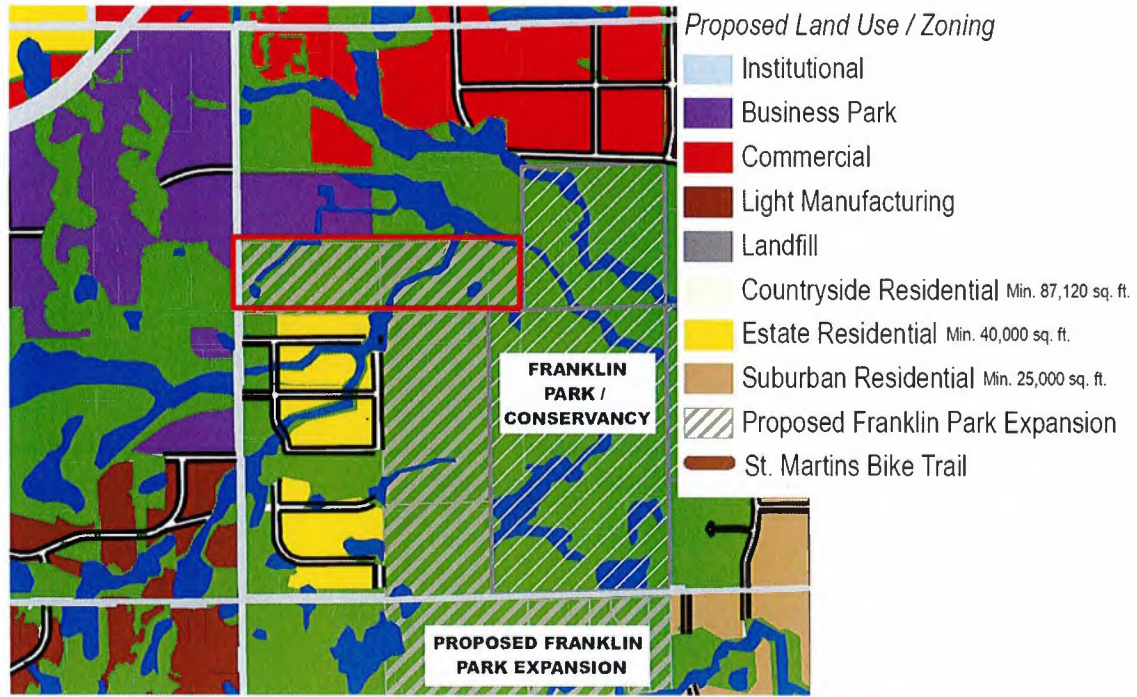 Proposed Land Use / Zoning
Institutional
Business Park
Commercial
Light Manufacturing
Landfill
Countryside Residential Min. 87,120 sq. ft.
Estate Residential Min. 40,000 sq. ft.
Suburban Residential Min. 25,000 sq. ft.
Proposed Franklin Park Expansion
St. Martins Bike Trail
FRANKLIN
PARK /
CONSERVANCY
PROPOSED FRANKLIN
PARK EXPANSION